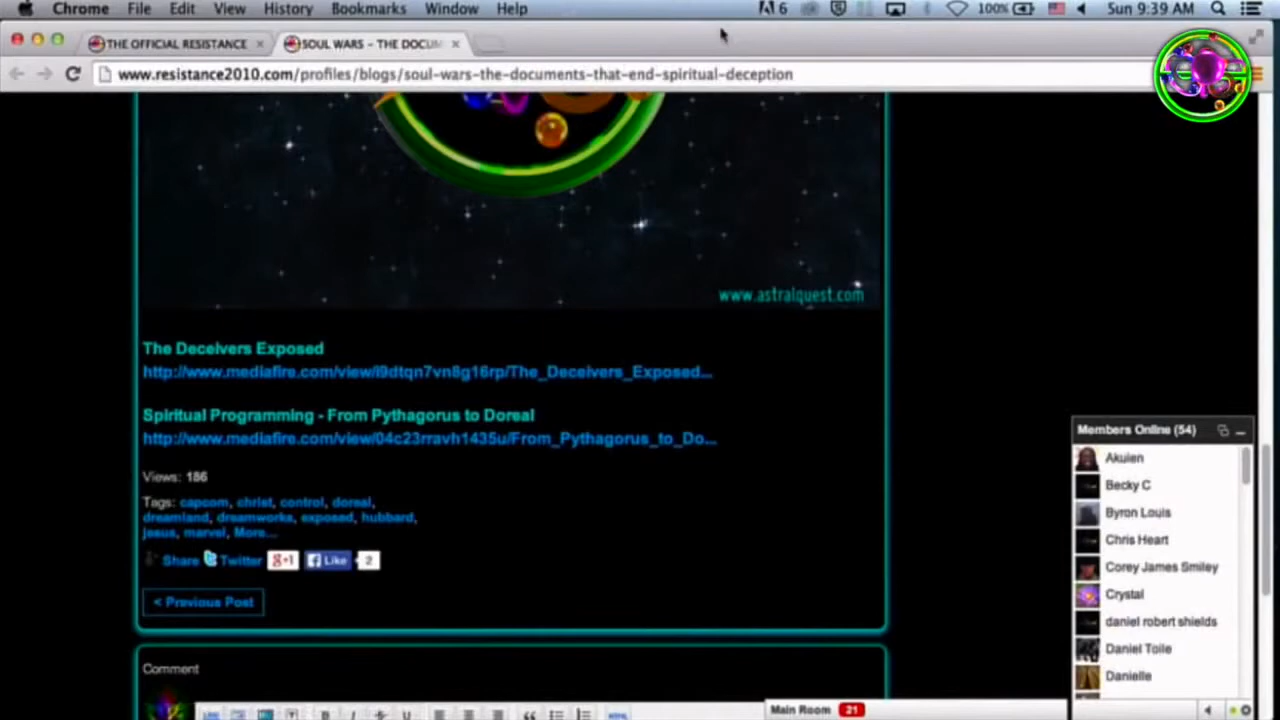 Chrome File Edit View History Bookmarks Window Help 6 100% Sun 9:39 AM
THE OFFICIAL RESISTANCE SOUL WARS – THE DOCUM
www.resistance2010.com/profiles/blogs/soul-wars-the-documents-that-end-spiritual-deception
www.astralquest.com
The Deceivers Exposed
http://www.mediafire.com/view/l9dtqn7vn8g16rp/The_Deceivers_Exposed...
Spiritual Programming - From Pythagorus to Doreal
http://www.mediafire.com/view/04c23rravh1435u/From_Pythagorus_to_Do...
Views: 186
Tags: capcom, christ, control, doreal,
dreamland, dreamworks, exposed, hubbard,
jesus, marvel, More...
Share Twitter g+1 Like 2
< Previous Post
Comment
Members Online (54)
Akuien
Becky C
Byron Louis
Chris Heart
Corey James Smiley
Crystal
daniel robert shields
Daniel Toile
Danielle
Main Room 21